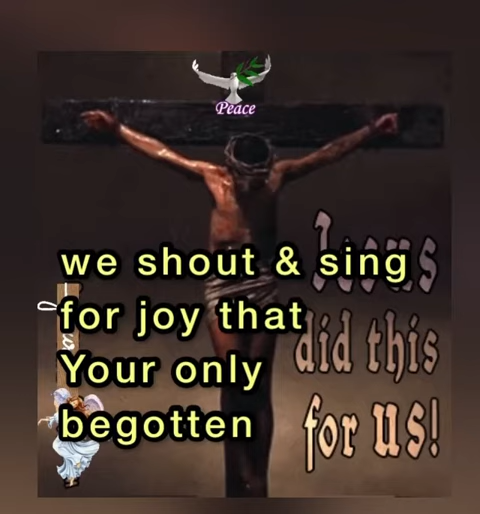 Peace
we shout & sing
for joy that
Your only
begotten
Jesus
did this
for us!